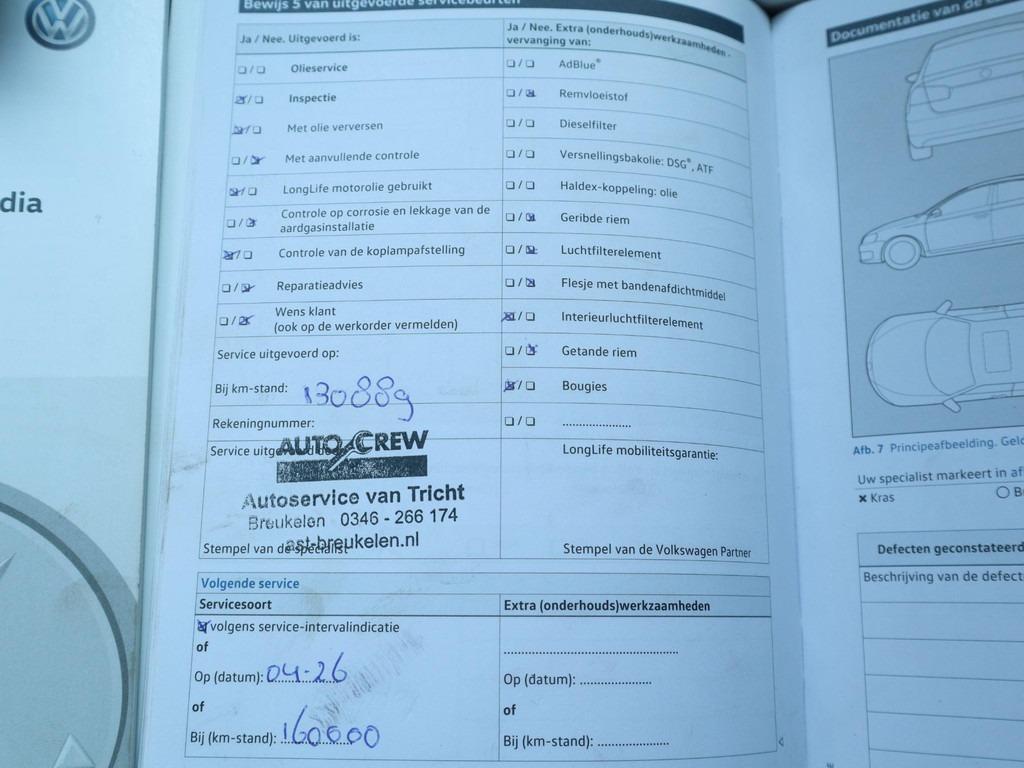 Bewijs 5 van uitgevoerde servicebeurten
Ja / Nee. Uitgevoerd is:
Olieservice
Inspectie
Met olie verversen
Met aanvullende controle
LongLife motorolie gebruikt
Controle op corrosie en lekkage van de
aardgasinstallatie
Controle van de koplampafstelling
Reparatieadvies
Wens klant
(ook op de werkorder vermelden)
Service uitgevoerd op:
Bij km-stand: 130889
Rekeningnummer:
Ja / Nee. Extra (onderhouds)werkzaamheden -
vervanging van:
AdBlue®
Remvloeistof
Dieselfilter
Versnellingsbakolie: DSG®, ATF
Haldex-koppeling: olie
Geribde riem
Luchtfilterelement
Flesje met bandenafdichtmiddel
Interieurluchtfilterelement
Getande riem
Bougies
.....................
Service
AUTO CREW
Autoservice van Tricht
Breukelen 0346 - 266 174
ast-breukelen.nl
Stempel van de specialist
LongLife mobiliteitsgarantie:
Stempel van de Volkswagen Partner
Volgende service
Servicesoort
volgens service-intervalindicatie
of
Op (datum): 04-26
of
Bij (km-stand): 160000
Extra (onderhouds)werkzaamheden
Op (datum): .....................
of
Bij (km-stand): .....................
dia
Documentatie van de
Afb. 7 Principeafbeelding.
Uw specialist markeert in
Kras
Defecten geconstateerd
Beschrijving van de defect